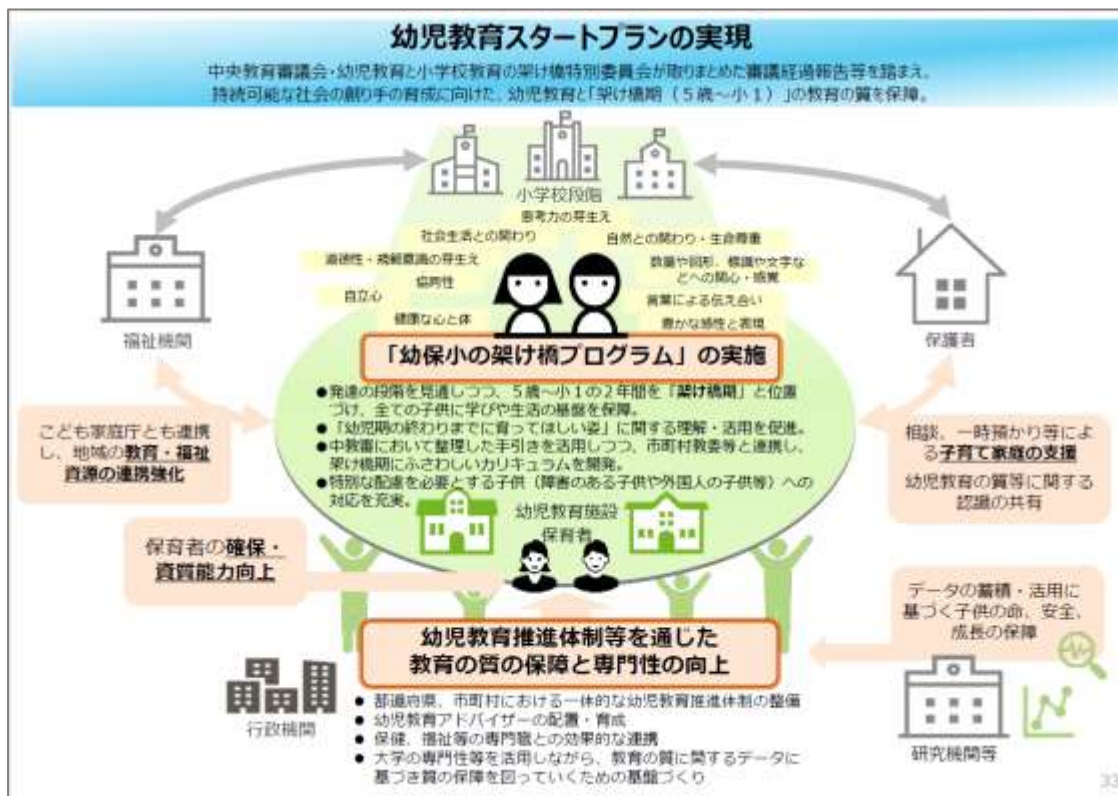 幼児教育スタートプランの実現
中央教育審議会・幼児教育と小学校教育の架け橋特別委員会が取りまとめた審議経過報告等を踏まえ、
持続可能な社会の創り手の育成に向けた、幼児教育と「架け橋期(5歳~小1)」の教育の質を保障。
小学校段階
思考力の芽生え
社会生活との関わり
自然との関わり・生命尊重
道徳性・規範意識の芽生え
数量や図形、標識や文字な
どへの関心・感覚
協同性
自立心
言葉による伝え合い
健康な心と体
豊かな感性と表現
福祉機関
保護者
「幼保小の架け橋プログラム」の実施
●発達の段階を見通しつつ、5歳~小1の2年間を「架け橋期」と位置
づけ、全ての子供に学びや生活の基盤を保障。
●「幼児期の終わりまでに育ってほしい姿」に関する理解・活用を促進。
●中教審において整理した手引きを活用しつつ、市町村教委等と連携し、
架け橋期にふさわしいカリキュラムを開発。
●特別な配慮を必要とする子供(障害のある子供や外国人の子供等)への
対応を充実。
こども家庭庁とも連携
し、地域の教育・福祉
資源の連携強化
相談、一時預かり等によ
る子育て家庭の支援
幼児教育の質等に関する
認識の共有
幼児教育施設
保育者
保育者の確保・
資質能力向上
データの蓄積・活用に
基づく子供の命、安全、
成長の保障
幼児教育推進体制等を通じた
教育の質の保障と専門性の向上
行政機関
● 都道府県、市町村における一体的な幼児教育推進体制の整備
● 幼児教育アドバイザーの配置・育成
● 保健、福祉等の専門職との効果的な連携
● 大学の専門性等を活用しながら、教育の質に関するデータに
基づき質の保障を図っていくための基盤づくり
研究機関等
33